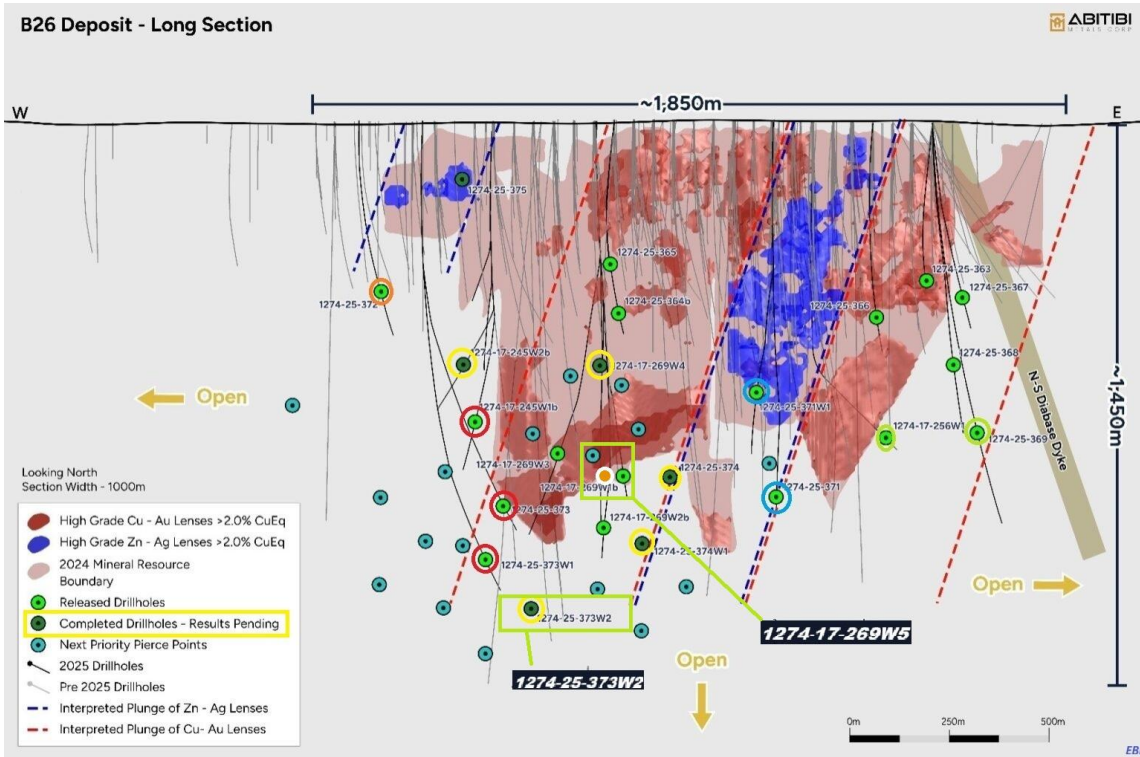 B26 Deposit - Long Section
ABITIBI
METALS CORP
W
~1,850m
E
1274-25-375
1274-25-365
1274-25-363
1274-25-372
1274-25-364b
1274-25-366
1274-25-367
1274-17-245W2b
1274-17-269W4
1274-25-368
Open
1274-25-371W1
N-S Diabase Dyke
~1,450m
1274-17-245W1b
1274-17-256W1
1274-25-369
1274-17-269W3
1274-25-374
1274-17-269W1b
1274-25-371
1274-25-373
1274-17-269W2b
1274-25-374W1
1274-25-373W1
Open
1274-25-373W2
1274-17-269W5
Open
1274-25-373W2
Looking North
Section Width - 1000m
High Grade Cu - Au Lenses >2.0% CuEq
High Grade Zn - Ag Lenses >2.0% CuEq
2024 Mineral Resource
Boundary
Released Drillholes
Completed Drillholes - Results Pending
Next Priority Pierce Points
2025 Drillholes
Pre 2025 Drillholes
Interpreted Plunge of Zn - Ag Lenses
Interpreted Plunge of Cu- Au Lenses
0m
250m
500m